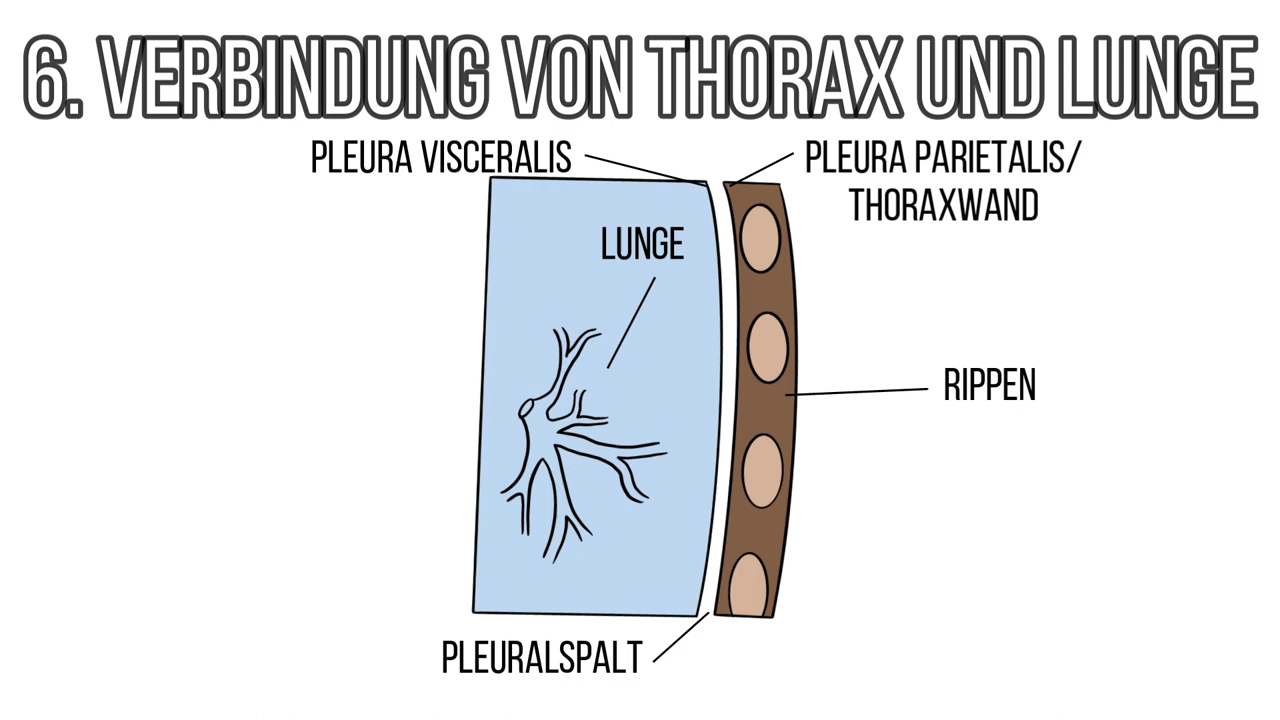 6. VERBINDUNG VON THORAX UND LUNGE
PLEURA VISCERALIS
PLEURA PARIETALIS/
THORAXWAND
LUNGE
RIPPEN
PLEURALSPALT